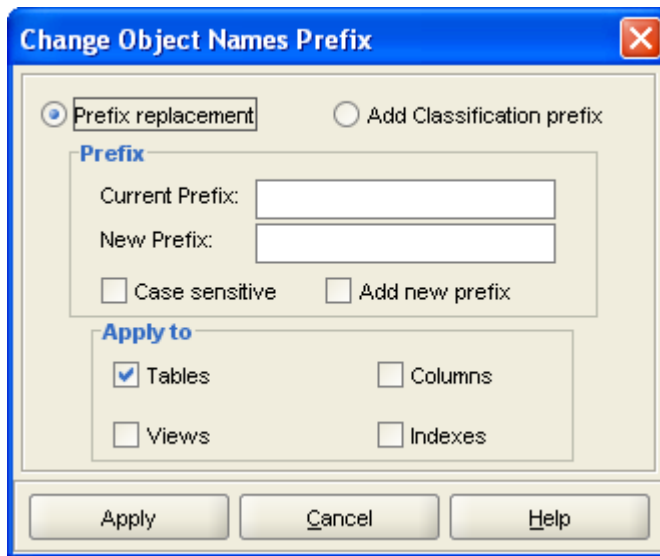 Change Object Names Prefix
Prefix replacement
Add Classification prefix
Prefix
Current Prefix:
New Prefix:
Case sensitive
Add new prefix
Apply to
Tables
Columns
Views
Indexes
Apply
Cancel
Help